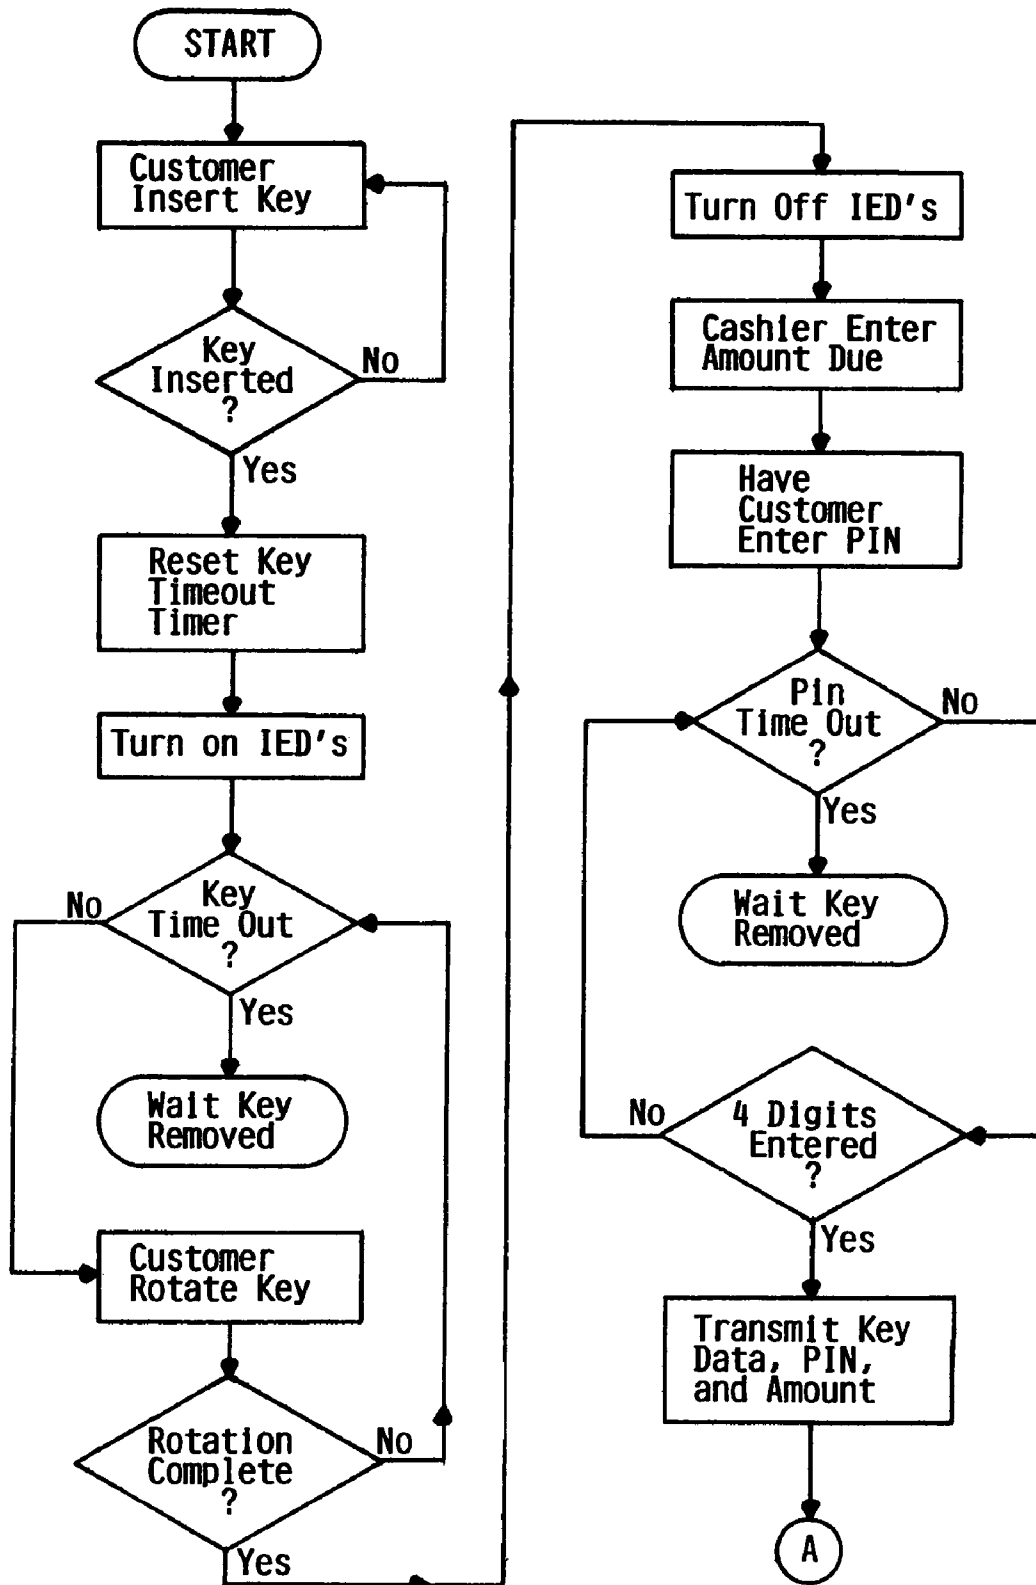 START
Customer
Insert Key
Key
Inserted
?
No
Yes
Reset Key
Timeout
Timer
Turn on IED's
Key
Time Out
?
No
Yes
Wait Key
Removed
Customer
Rotate Key
Rotation
Complete
?
No
Yes
Turn Off IED's
Cashier Enter
Amount Due
Have
Customer
Enter PIN
Pin
Time Out
?
No
Yes
Wait Key
Removed
4 Digits
Entered
?
No
Yes
Transmit Key
Data, PIN,
and Amount
A